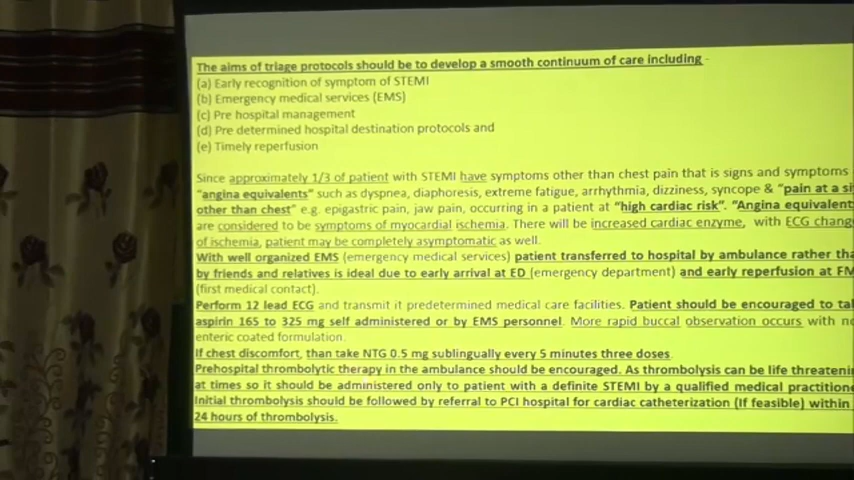 The aims of triage protocols should be to develop a smooth continuum of care including -
(a) Early recognition of symptom of STEMI
(b) Emergency medical services (EMS)
(c) Pre hospital management
(d) Pre determined hospital destination protocols and
(e) Timely reperfusion
Since approximately 1/3 of patient with STEMI have symptoms other than chest pain that is signs and symptoms
"angina equivalents" such as dyspnea, diaphoresis, extreme fatigue, arrhythmia, dizziness, syncope & "pain at a
other than chest" e.g. epigastric pain, jaw pain, occurring in a patient at "high cardiac risk". "Angina equivalent
are considered to be symptoms of myocardial ischemia. There will be increased cardiac enzyme, with ECG
of ischemia, patient may be completely asymptomatic as well.
With well organized EMS (emergency medical services) patient transferred to hospital by ambulance rather
by friends and relatives is ideal due to early arrival at ED (emergency department) and early reperfusion at
(first medical contact).
Perform 12 lead ECG and transmit it predetermined medical care facilities. Patient should be encouraged to
aspirin 165 to 325 mg self administered or by EMS personnel. More rapid buccal observation occurs with
enteric coated formulation.
If chest discomfort, than take NTG 0.5 mg sublingually every 5 minutes three doses.
Prehospital thrombolytic therapy in the ambulance should be encouraged. As thrombolysis can be life
at times so it should be administered only to patient with a definite STEMI by a qualified medical
Initial thrombolysis should be followed by referral to PCI hospital for cardiac catheterization (If feasible) within
24 hours of thrombolysis.